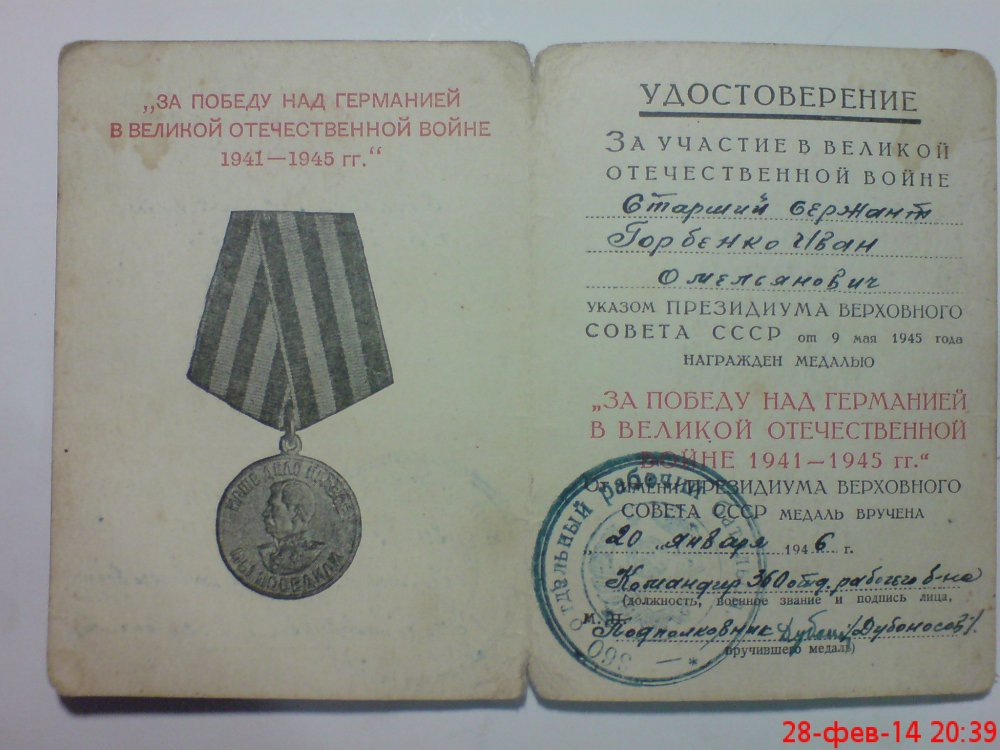 „ЗА ПОБЕДУ НАД ГЕРМАНИЕЙ
В ВЕЛИКОЙ ОТЕЧЕСТВЕННОЙ ВОЙНЕ
1941—1945 гг.“
НАШЕ ДЕЛО ПРАВОЕ
МЫ ПОБЕДИЛИ
УДОСТОВЕРЕНИЕ
ЗА УЧАСТИЕ В ВЕЛИКОЙ
ОТЕЧЕСТВЕННОЙ ВОЙНЕ
Старший сержант
Горбенко Иван
Омельянович
УКАЗОМ ПРЕЗИДИУМА ВЕРХОВНОГО
СОВЕТА СССР от 9 мая 1945 года
НАГРАЖДЕН МЕДАЛЬЮ
„ЗА ПОБЕДУ НАД ГЕРМАНИЕЙ
В ВЕЛИКОЙ ОТЕЧЕСТВЕННОЙ
ВОЙНЕ 1941—1945 гг.“
ОТ ИМЕНИ ПРЕЗИДИУМА ВЕРХОВНОГО
СОВЕТА СССР МЕДАЛЬ ВРУЧЕНА
„20 „ января 1946 г.
Командир 360 отд. рабочего б-на
(должность, военное звание и подпись лица,
М. П.
Подполковник /Дубоносов/.
вручившего медаль)
360 отдельный рабочий
28-фев-14 20:39